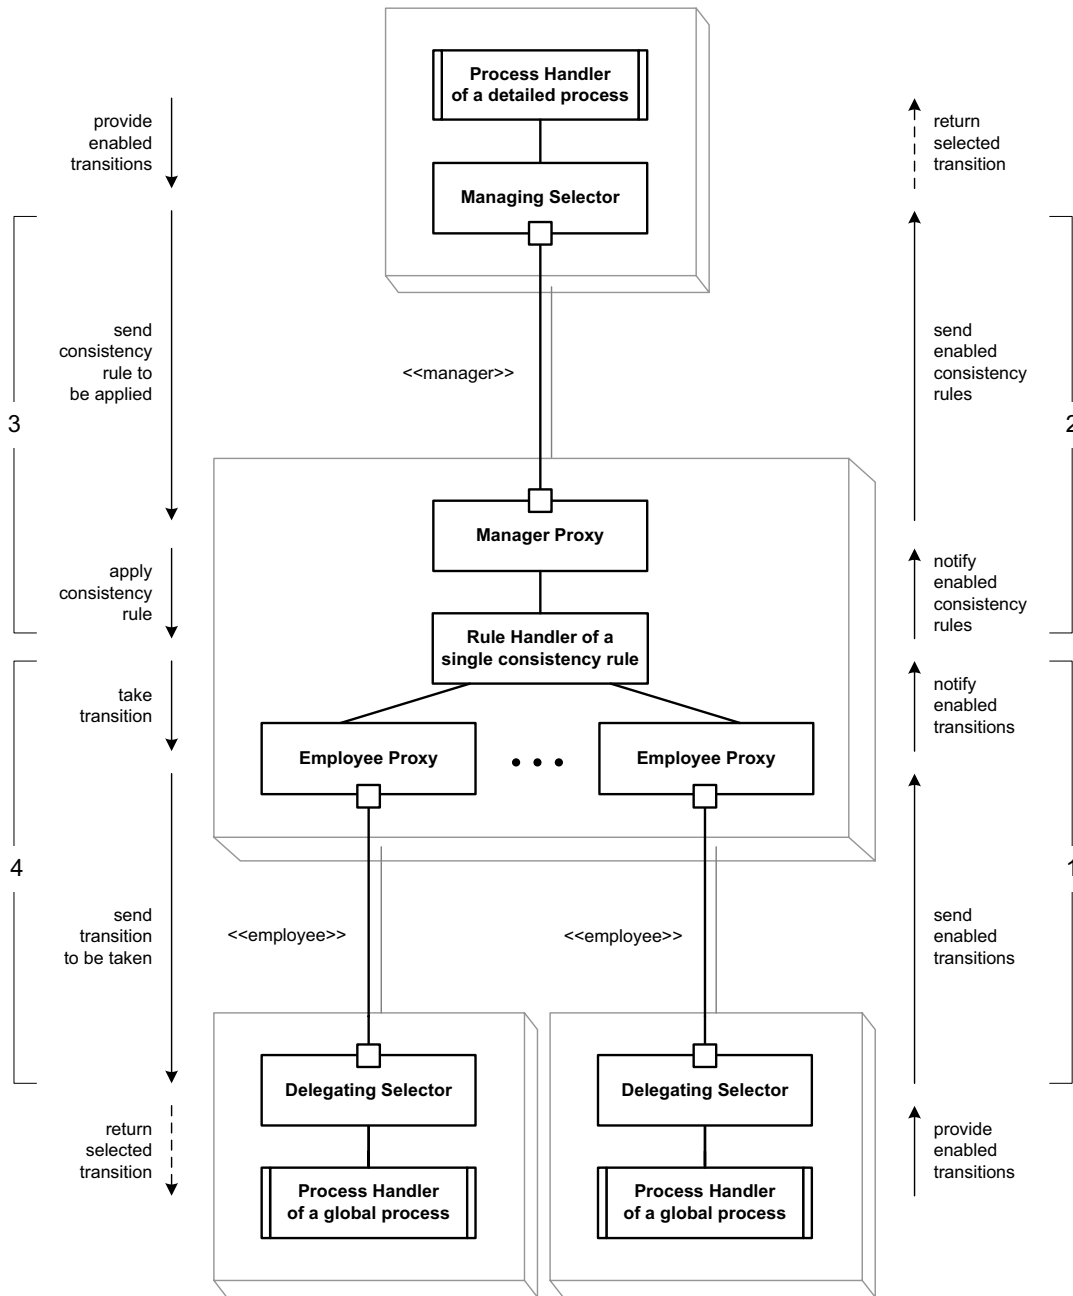 Process Handler
of a detailed process
provide
enabled
transitions
return
selected
transition
Managing Selector
send
consistency
rule to
be applied
<<manager>>
send
enabled
consistency
rules
3
2
Manager Proxy
apply
consistency
rule
notify
enabled
consistency
rules
Rule Handler of a
single consistency rule
take
transition
notify
enabled
transitions
Employee Proxy
• • •
Employee Proxy
4
1
send
transition
to be taken
<<employee>>
<<employee>>
send
enabled
transitions
Delegating Selector
Delegating Selector
return
selected
transition
provide
enabled
transitions
Process Handler
of a global process
Process Handler
of a global process